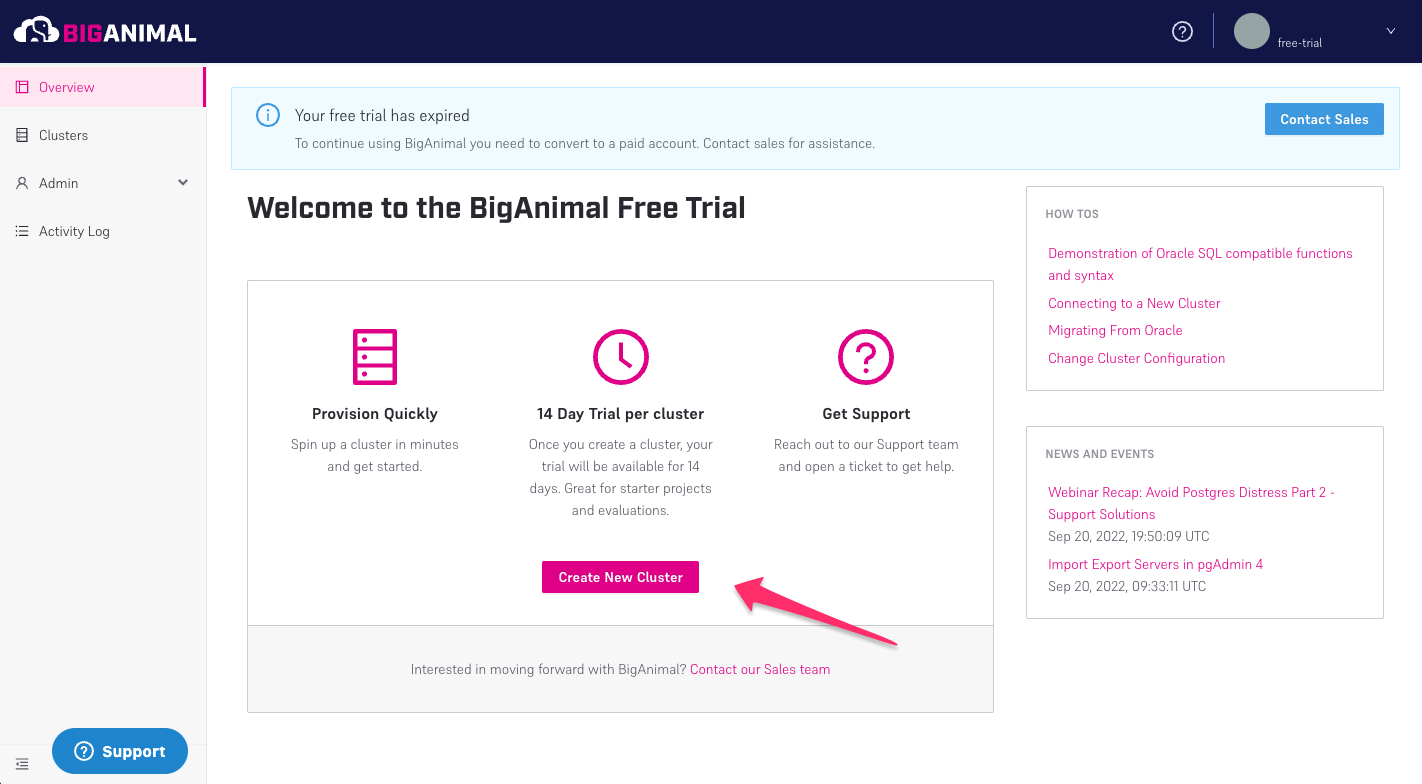 BIGANIMAL
free-trial
Overview
Clusters
Admin
Activity Log
Your free trial has expired
To continue using BigAnimal you need to convert to a paid account. Contact sales for assistance.
Contact Sales
Welcome to the BigAnimal Free Trial
Provision Quickly
Spin up a cluster in minutes
and get started.
14 Day Trial per cluster
Once you create a cluster, your
trial will be available for 14
days. Great for starter projects
and evaluations.
Get Support
Reach out to our Support team
and open a ticket to get help.
Create New Cluster
Interested in moving forward with BigAnimal? Contact our Sales team
HOW TOS
Demonstration of Oracle SQL compatible functions
and syntax
Connecting to a New Cluster
Migrating From Oracle
Change Cluster Configuration
NEWS AND EVENTS
Webinar Recap: Avoid Postgres Distress Part 2 -
Support Solutions
Sep 20, 2022, 19:50:09 UTC
Import Export Servers in pgAdmin 4
Sep 20, 2022, 09:33:11 UTC
Support